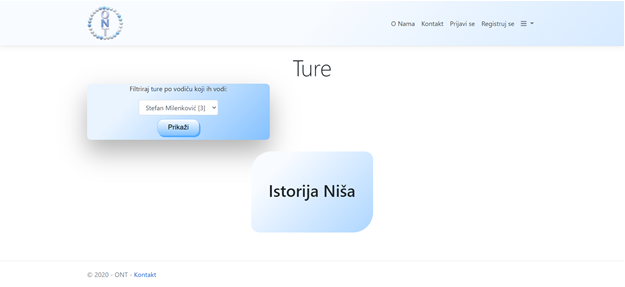 ONT
O Nama Kontakt Prijavi se Registruj se
Ture
Filtriraj ture po vodiču koji ih vodi:
Stefan Milenković [3]
Prikaži
Istorija Niša
© 2020 - ONT - Kontakt